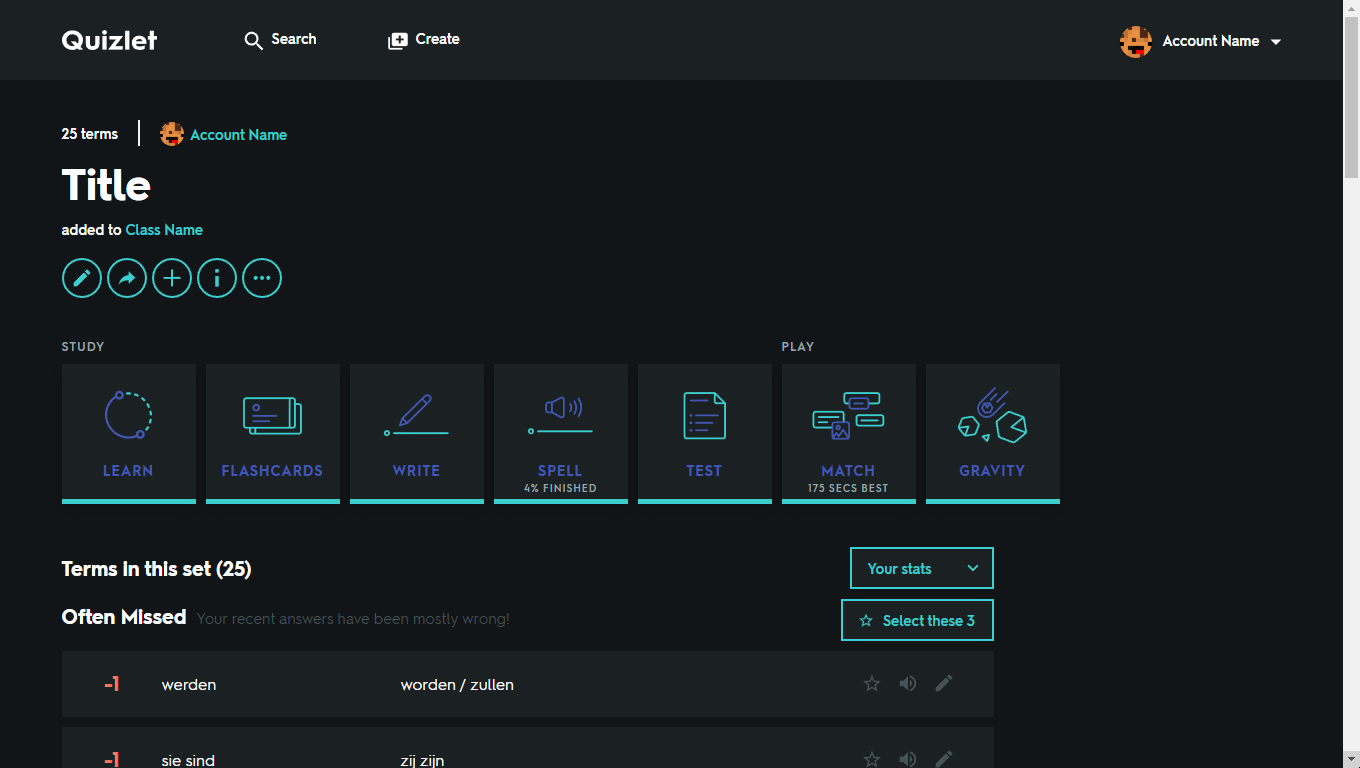 Quizlet
Search
Create
Account Name
25 terms
Account Name
Title
added to Class Name
STUDY
PLAY
LEARN
FLASHCARDS
WRITE
SPELL
4% FINISHED
TEST
MATCH
175 SECS BEST
GRAVITY
Terms in this set (25)
Your stats
Often Missed Your recent answers have been mostly wrong!
Select these 3
-1 werden worden / zullen
-1 sie sind zij zijn